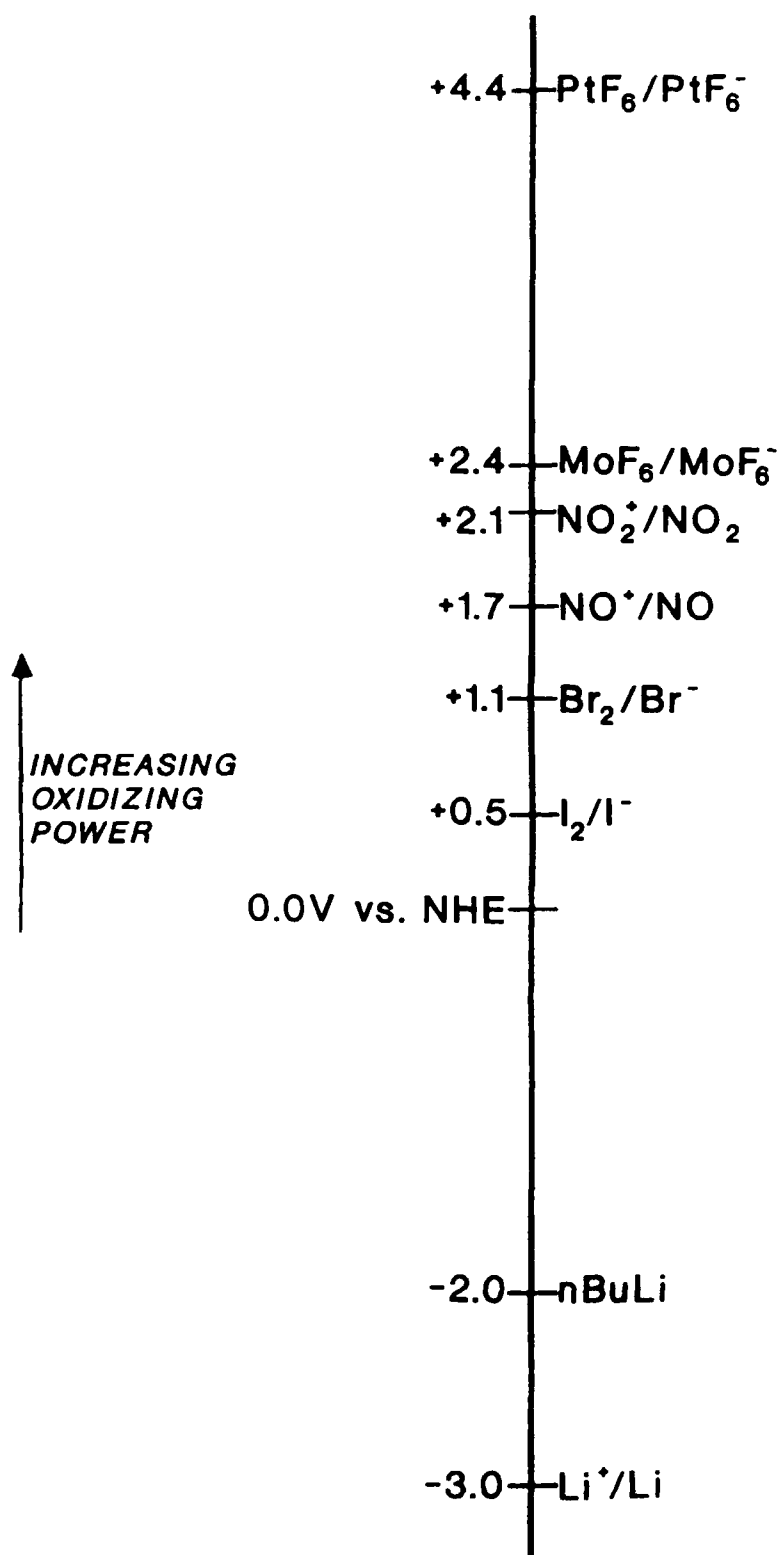 +4.4 PtF₆/PtF₆⁻
+2.4 MoF₆/MoF₆⁻
+2.1 NO₂⁺/NO₂
+1.7 NO⁺/NO
+1.1 Br₂/Br⁻
INCREASING
OXIDIZING
POWER
+0.5 I₂/I⁻
0.0V vs. NHE
-2.0 nBuLi
-3.0 Li⁺/Li